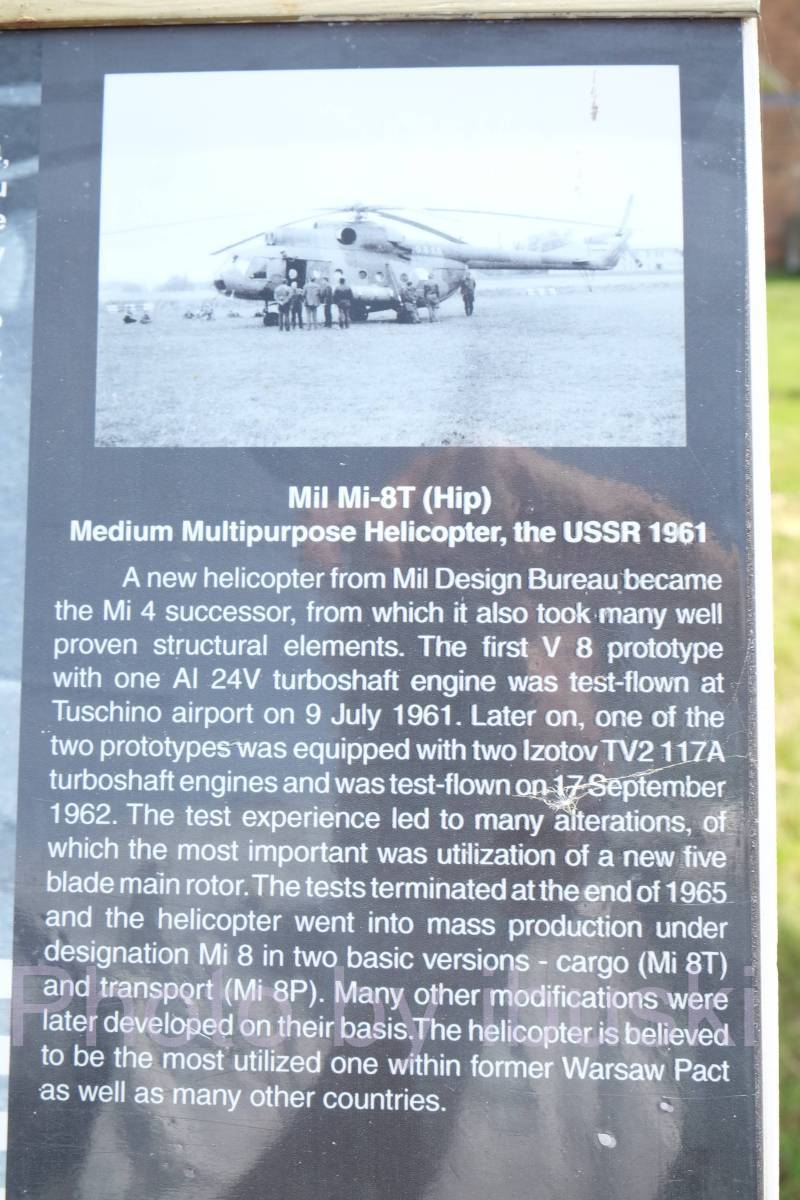 Mil Mi-8T (Hip)
Medium Multipurpose Helicopter, the USSR 1961
A new helicopter from Mil Design Bureau became
the Mi 4 successor, from which it also took many well
proven structural elements. The first V 8 prototype
with one AI 24V turboshaft engine was test-flown at
Tuschino airport on 9 July 1961. Later on, one of the
two prototypes was equipped with two Izotov TV2 117A
turboshaft engines and was test-flown on 17 September
1962. The test experience led to many alterations, of
which the most important was utilization of a new five
blade main rotor. The tests terminated at the end of 1965
and the helicopter went into mass production under
designation Mi 8 in two basic versions - cargo (Mi 8T)
and transport (Mi 8P). Many other modifications were
later developed on their basis. The helicopter is believed
to be the most utilized one within former Warsaw Pact
as well as many other countries.
Photo by